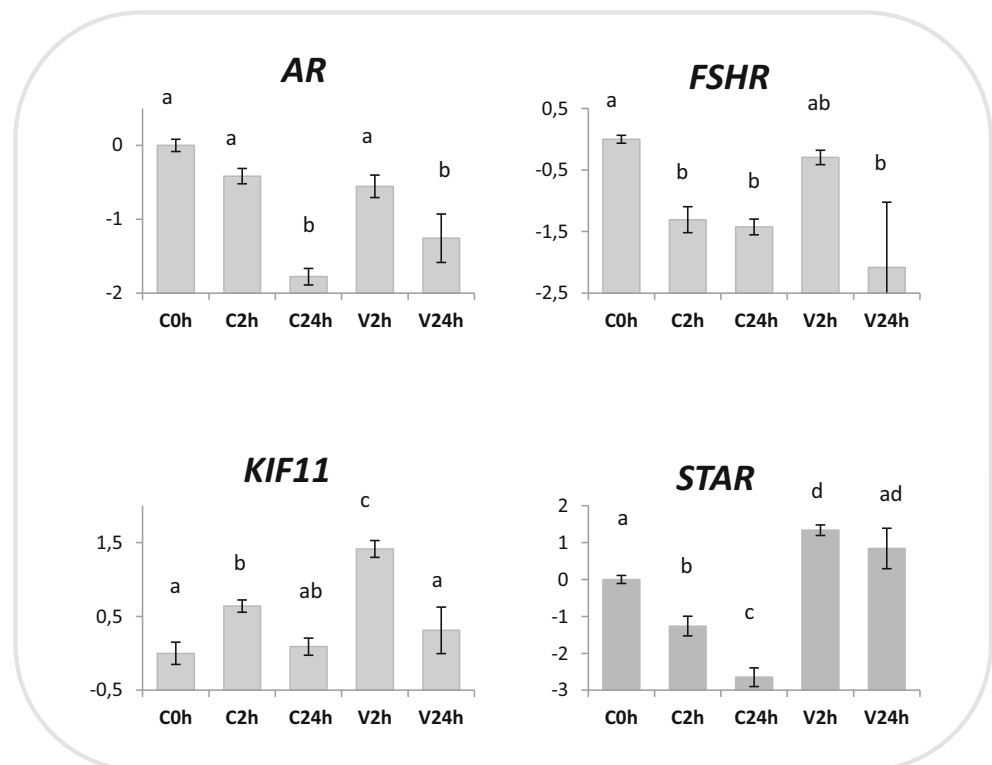 AR
a
a
a
b
b
0
-1
-2
C0h C2h C24h V2h V24h
FSHR
a
ab
b
b
b
0,5
-0,5
-1,5
-2,5
C0h C2h C24h V2h V24h
KIF11
c
b
ab
a
a
1,5
0,5
-0,5
C0h C2h C24h V2h V24h
STAR
d
ad
a
b
c
2
1
0
-1
-2
-3
C0h C2h C24h V2h V24h